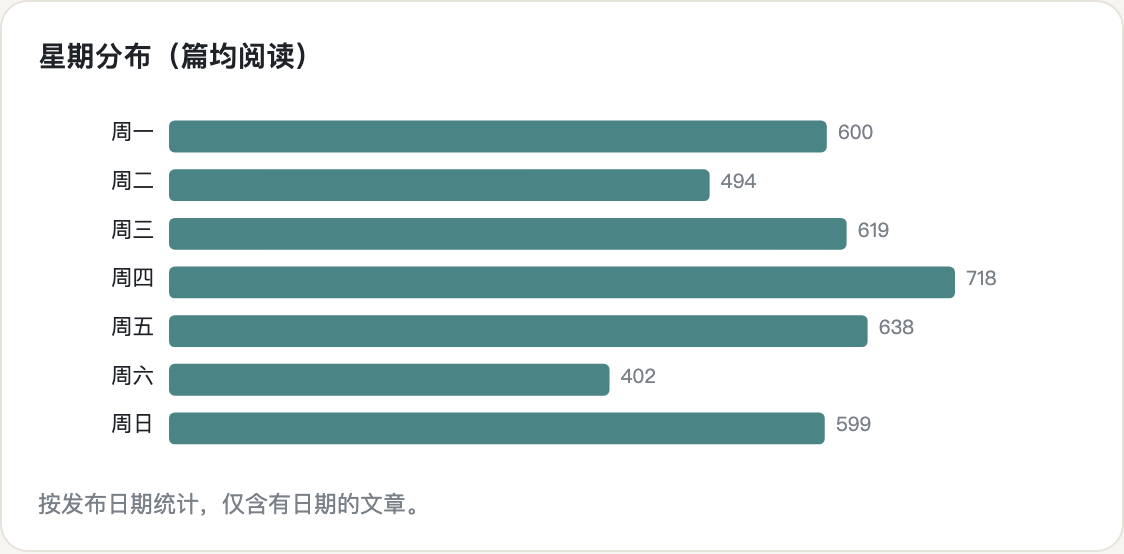 星期分布（篇均阅读）
周一 600
周二 494
周三 619
周四 718
周五 638
周六 402
周日 599
按发布日期统计，仅含有日期的文章。